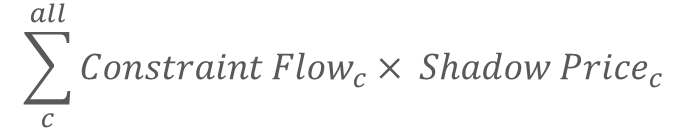 all
∑ Constraint Flow_c × Shadow Price_c
c